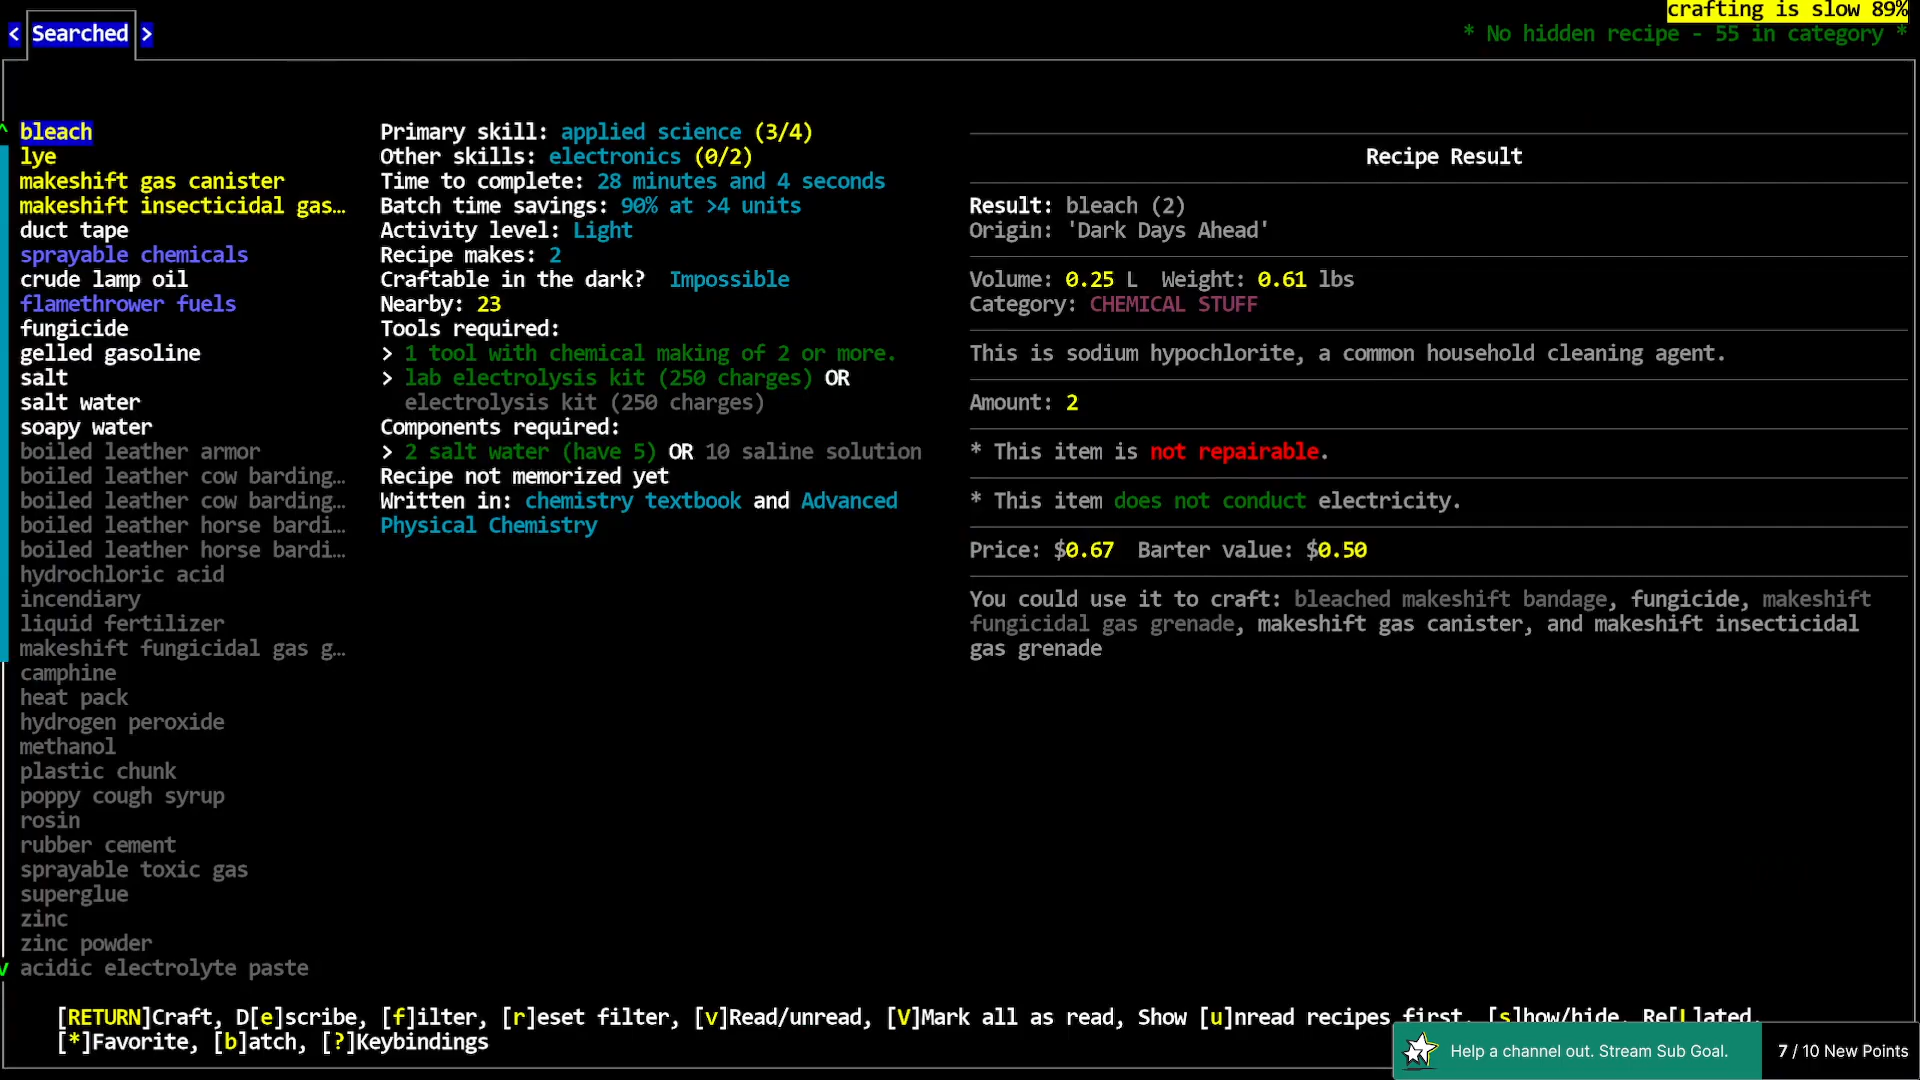 crafting is slow 89%
< Searched >
* No hidden recipe - 55 in category *
bleach
lye
makeshift gas canister
makeshift insecticidal gas…
duct tape
sprayable chemicals
crude lamp oil
flamethrower fuels
fungicide
gelled gasoline
salt
salt water
soapy water
boiled leather armor
boiled leather cow barding…
boiled leather cow barding…
boiled leather horse bardi…
boiled leather horse bardi…
hydrochloric acid
incendiary
liquid fertilizer
makeshift fungicidal gas g…
camphine
heat pack
hydrogen peroxide
methanol
plastic chunk
poppy cough syrup
rosin
rubber cement
sprayable toxic gas
superglue
zinc
zinc powder
acidic electrolyte paste
Primary skill: applied science (3/4)
Other skills: electronics (0/2)
Time to complete: 28 minutes and 4 seconds
Batch time savings: 90% at >4 units
Activity level: Light
Recipe makes: 2
Craftable in the dark? Impossible
Nearby: 23
Tools required:
> 1 tool with chemical making of 2 or more.
> lab electrolysis kit (250 charges) OR
electrolysis kit (250 charges)
Components required:
> 2 salt water (have 5) OR 10 saline solution
Recipe not memorized yet
Written in: chemistry textbook and Advanced
Physical Chemistry
Recipe Result
Result: bleach (2)
Origin: 'Dark Days Ahead'
Volume: 0.25 L Weight: 0.61 lbs
Category: CHEMICAL STUFF
This is sodium hypochlorite, a common household cleaning agent.
Amount: 2
* This item is not repairable.
* This item does not conduct electricity.
Price: $0.67 Barter value: $0.50
You could use it to craft: bleached makeshift bandage, fungicide, makeshift
fungicidal gas grenade, makeshift gas canister, and makeshift insecticidal
gas grenade
[RETURN]Craft, D[e]scribe, [f]ilter, [r]eset filter, [v]Read/unread, [V]Mark all as read, Show [u]nread recipes first, [s]how/hide, Re[L]lated,
[*]Favorite, [b]atch, [?]Keybindings
Help a channel out. Stream Sub Goal.
7 / 10 New Points